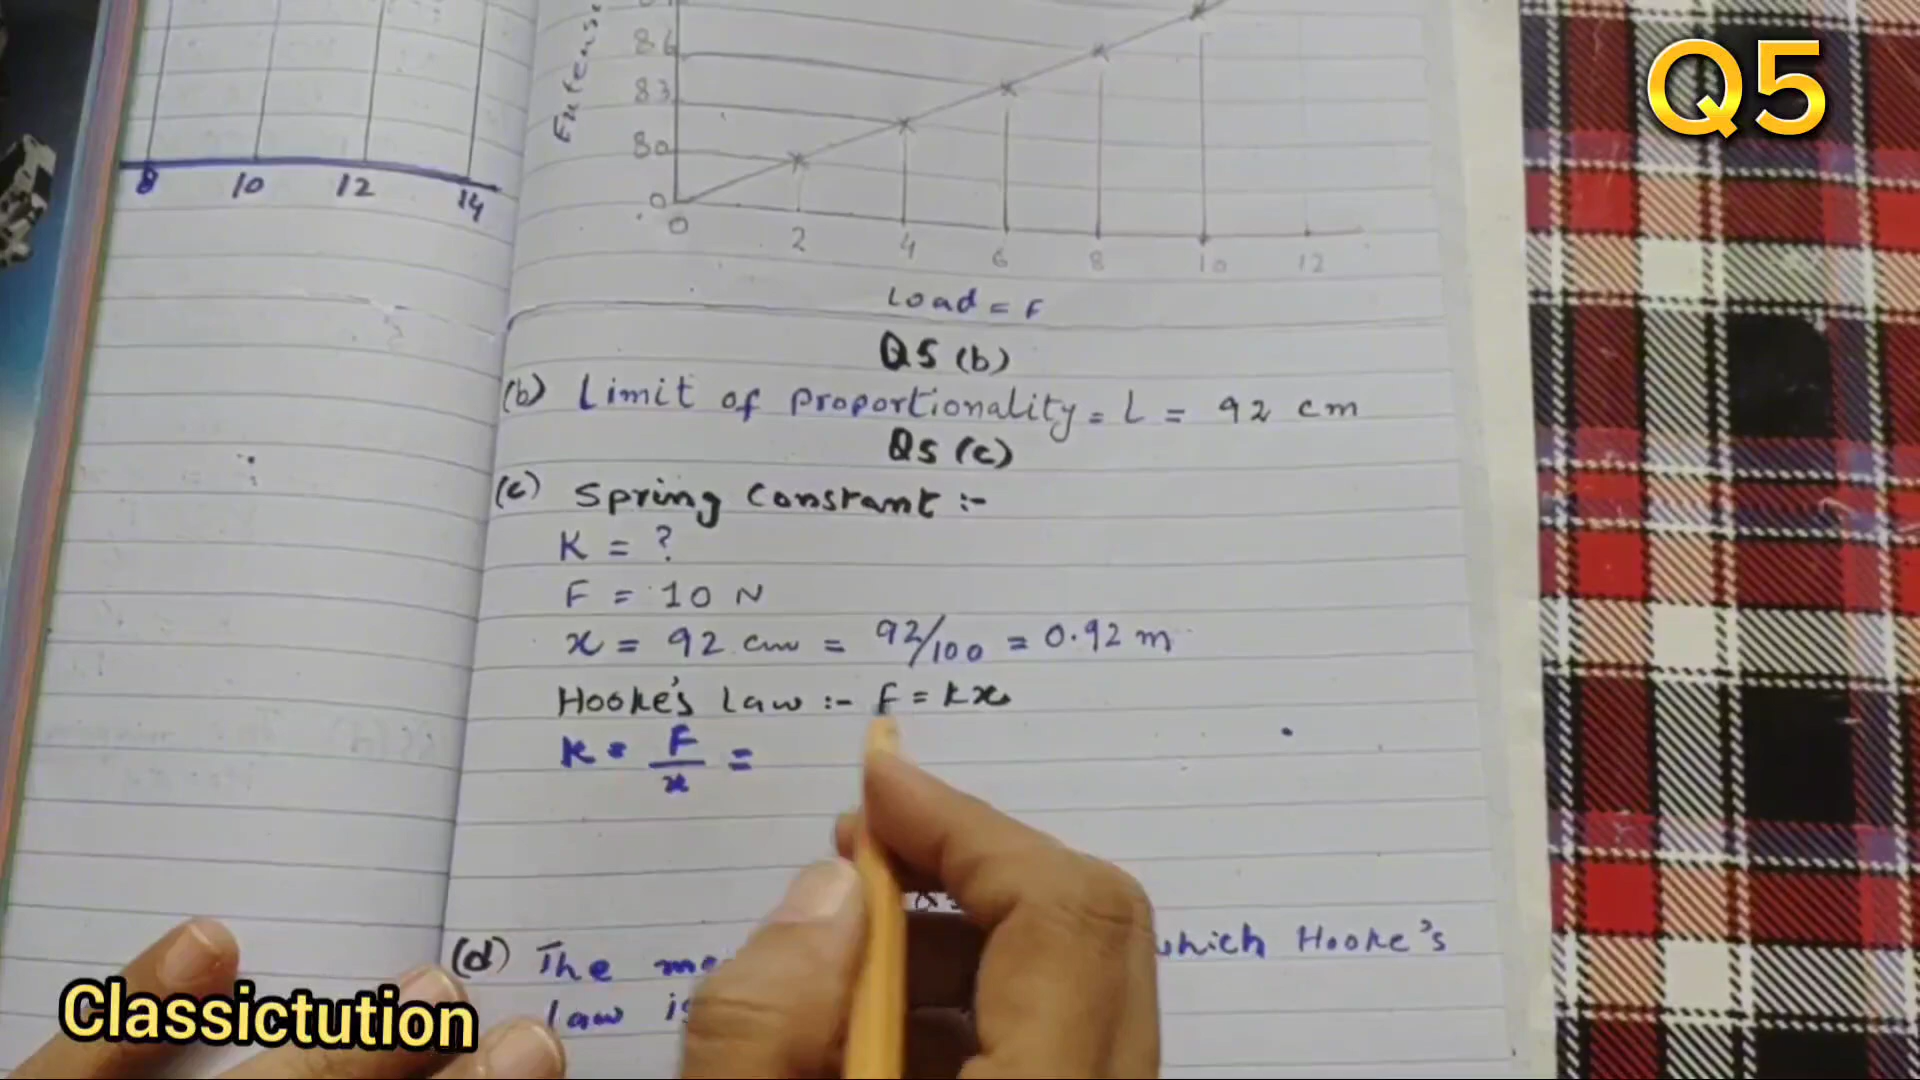 Q5
86
83
80
0
0
2
4
6
8
10
12
8
10
12
14
Load = F
Q5 (b)
(b) Limit of proportionality = L = 92 cm
Q5 (c)
(c) Spring Constant :-
K = ?
F = 10 N
x = 92 cm = 92/100 = 0.92 m
Hooke's Law :- F = kx
K = F/x =
(d) The which Hooke's
law
Classictution